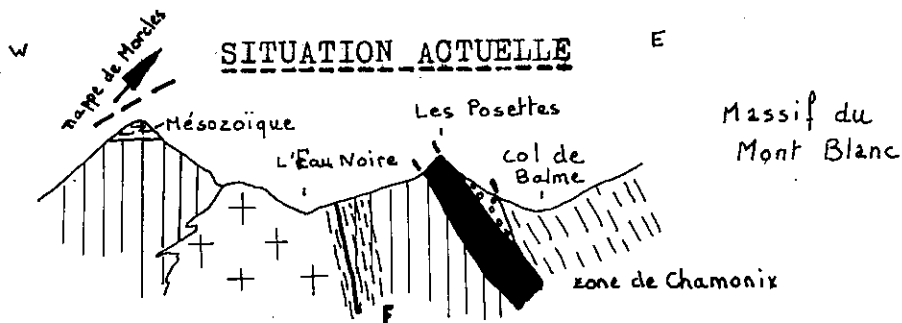 W
SITUATION ACTUELLE
E
nappe de Morcles
Mésozoïque
L'Eau Noire
Les Posettes
Col de
Balme
Massif du
Mont Blanc
zone de Chamonix
F